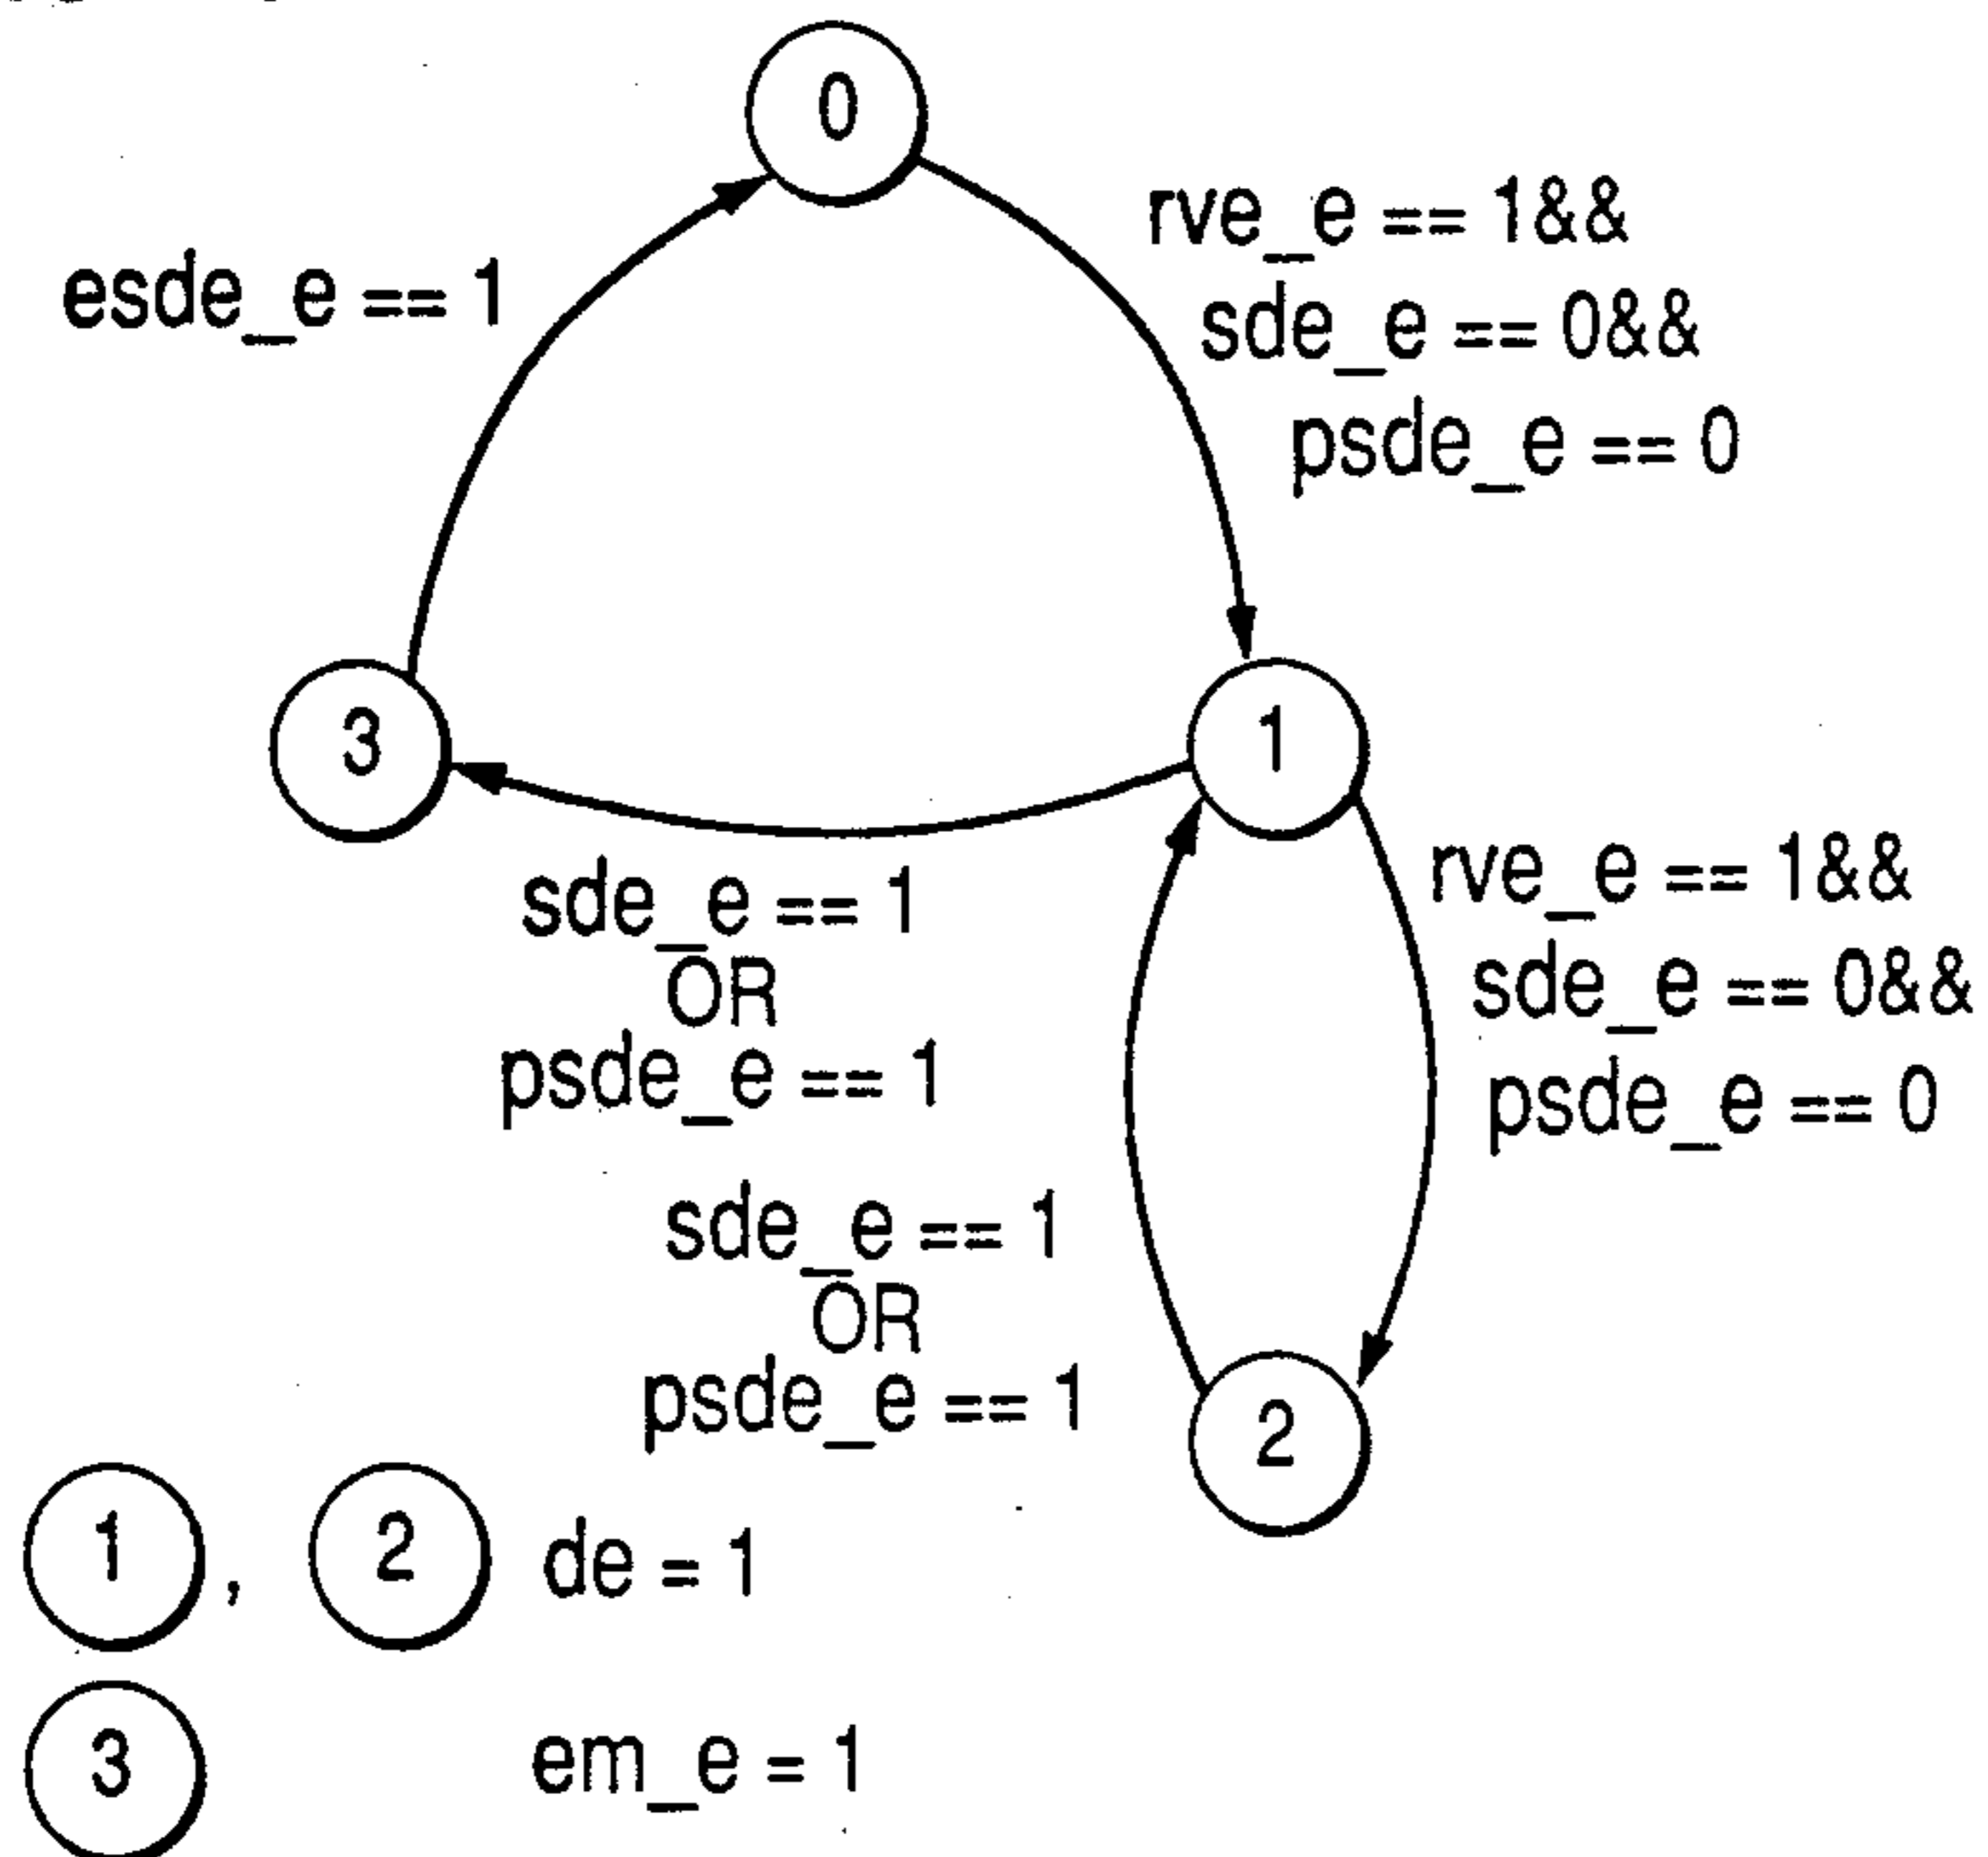 0
rve_e == 1&&
sde_e == 0&&
psde_e == 0
esde_e == 1
3
1
sde_e == 1
OR
psde_e == 1
rve_e == 1&&
sde_e == 0&&
psde_e == 0
sde_e == 1
OR
psde_e == 1
2
1 , 2 de = 1
3 em_e = 1